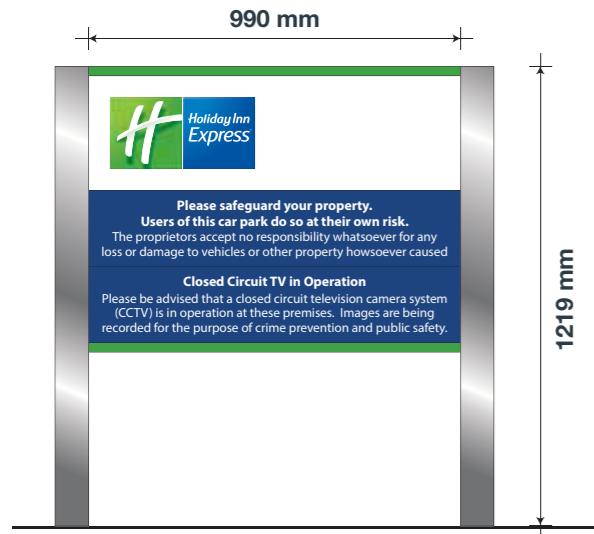 990 mm
Holiday Inn
Express
Please safeguard your property.
Users of this car park do so at their own risk.
The proprietors accept no responsibility whatsoever for any
loss or damage to vehicles or other property howsoever caused
Closed Circuit TV in Operation
Please be advised that a closed circuit television camera system
(CCTV) is in operation at these premises.  Images are being
recorded for the purpose of crime prevention and public safety.
1219 mm